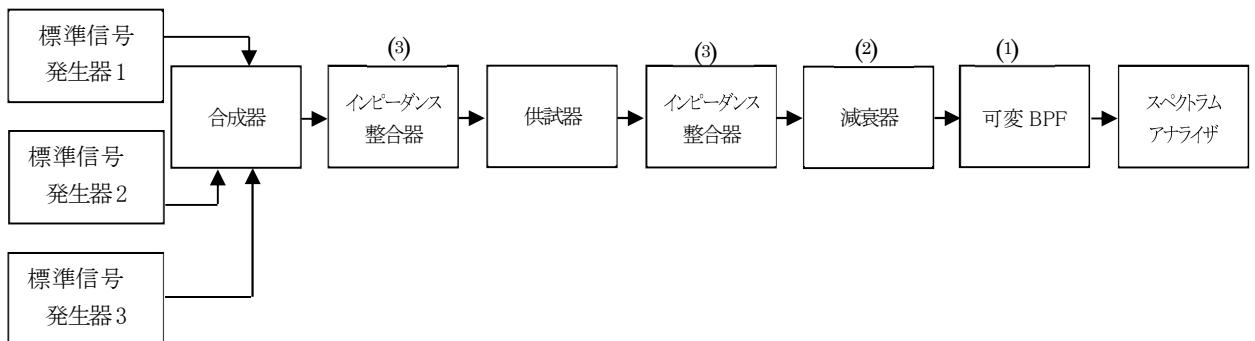 標準信号
発生器1
(3)
(3)
(2)
(1)
合成器
インピーダンス
整合器
供試器
インピーダンス
整合器
減衰器
可変 BPF
スペクトラム
アナライザ
標準信号
発生器2
標準信号
発生器3